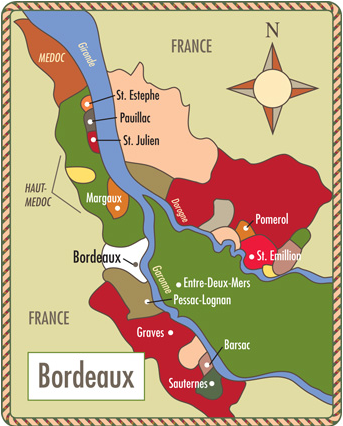 FRANCE
N
MEDOC
Gironde
St. Estephe
Pauillac
St. Julien
HAUT-
MEDOC
Margaux
Dorogne
Pomerol
St. Emillion
Bordeaux
Garonne
Entre-Deux-Mers
Pessac-Lognan
FRANCE
Graves
Barsac
Sauternes
Bordeaux